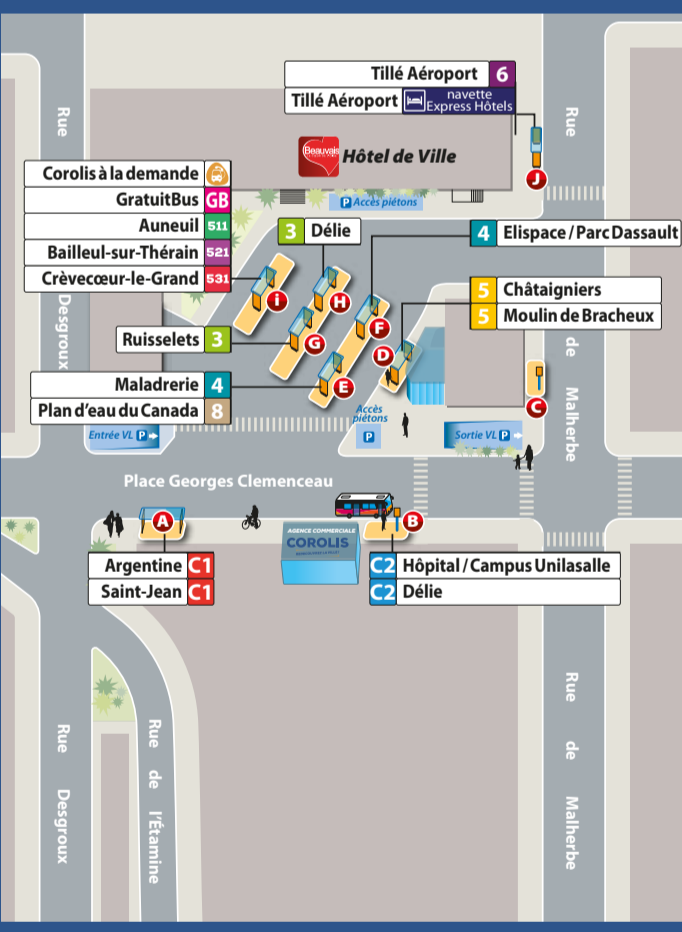 Tillé Aéroport 6
Tillé Aéroport navette Express Hôtels
Rue
Rue
Beauvais
Hôtel de Ville
J
Corolis à la demande
GratuitBus GB
Auneuil 511
Bailleul-sur-Thérain 521
Crèvecœur-le-Grand 531
P Accès piétons
3 Délie
4 Elispace / Parc Dassault
5 Châtaigniers
5 Moulin de Bracheux
i
H
F
G
D
E
C
Desgroux
de
Malherbe
Ruisselets 3
Maladrerie 4
Plan d'eau du Canada 8
Accès
piétons
P
Entrée VL P
Sortie VL P
Place Georges Clemenceau
A
B
AGENCE COMMERCIALE
COROLIS
Argentine C1
Saint-Jean C1
C2 Hôpital / Campus Unilasalle
C2 Délie
Rue Desgroux
Rue de l'Étamine
Rue de Malherbe